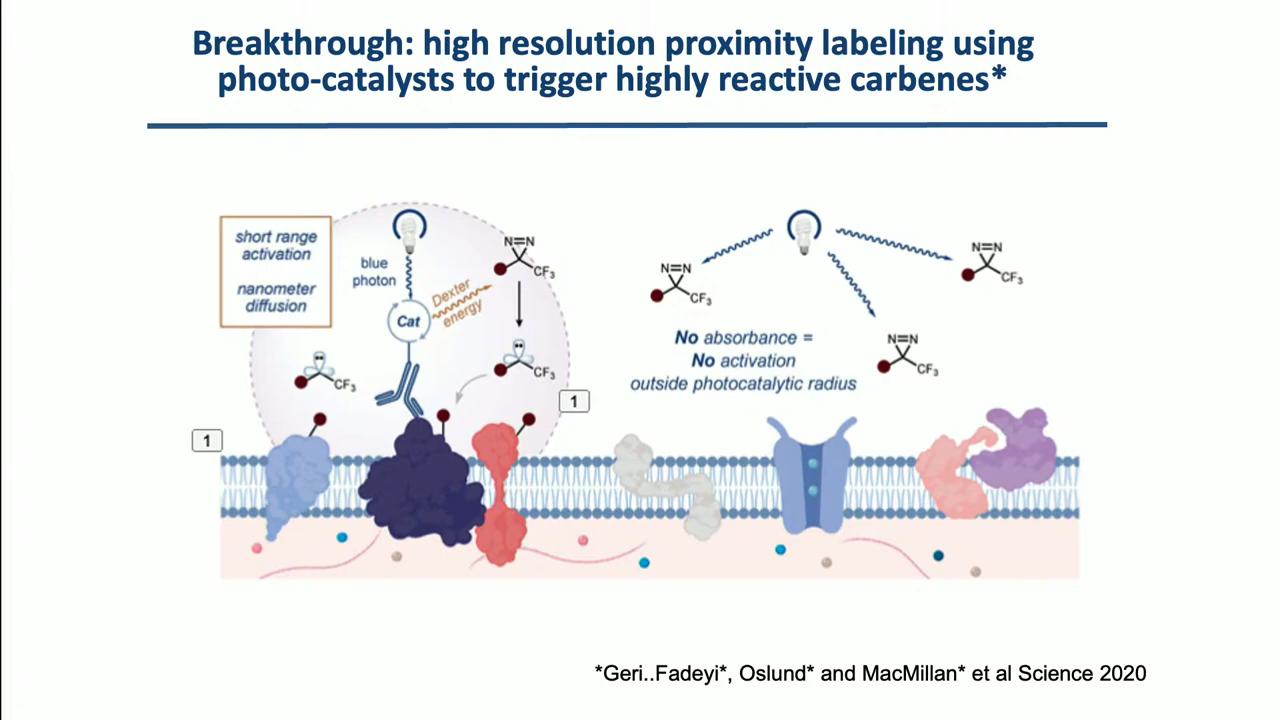 Breakthrough: high resolution proximity labeling using
photo-catalysts to trigger highly reactive carbenes*
short range
activation
nanometer
diffusion
blue
photon
Cat
Dexter
energy
N=N
CF3
CF3
CF3
1
1
N=N
CF3
N=N
CF3
N=N
CF3
No absorbance =
No activation
outside photocatalytic radius
*Geri..Fadeyi*, Oslund* and MacMillan* et al Science 2020